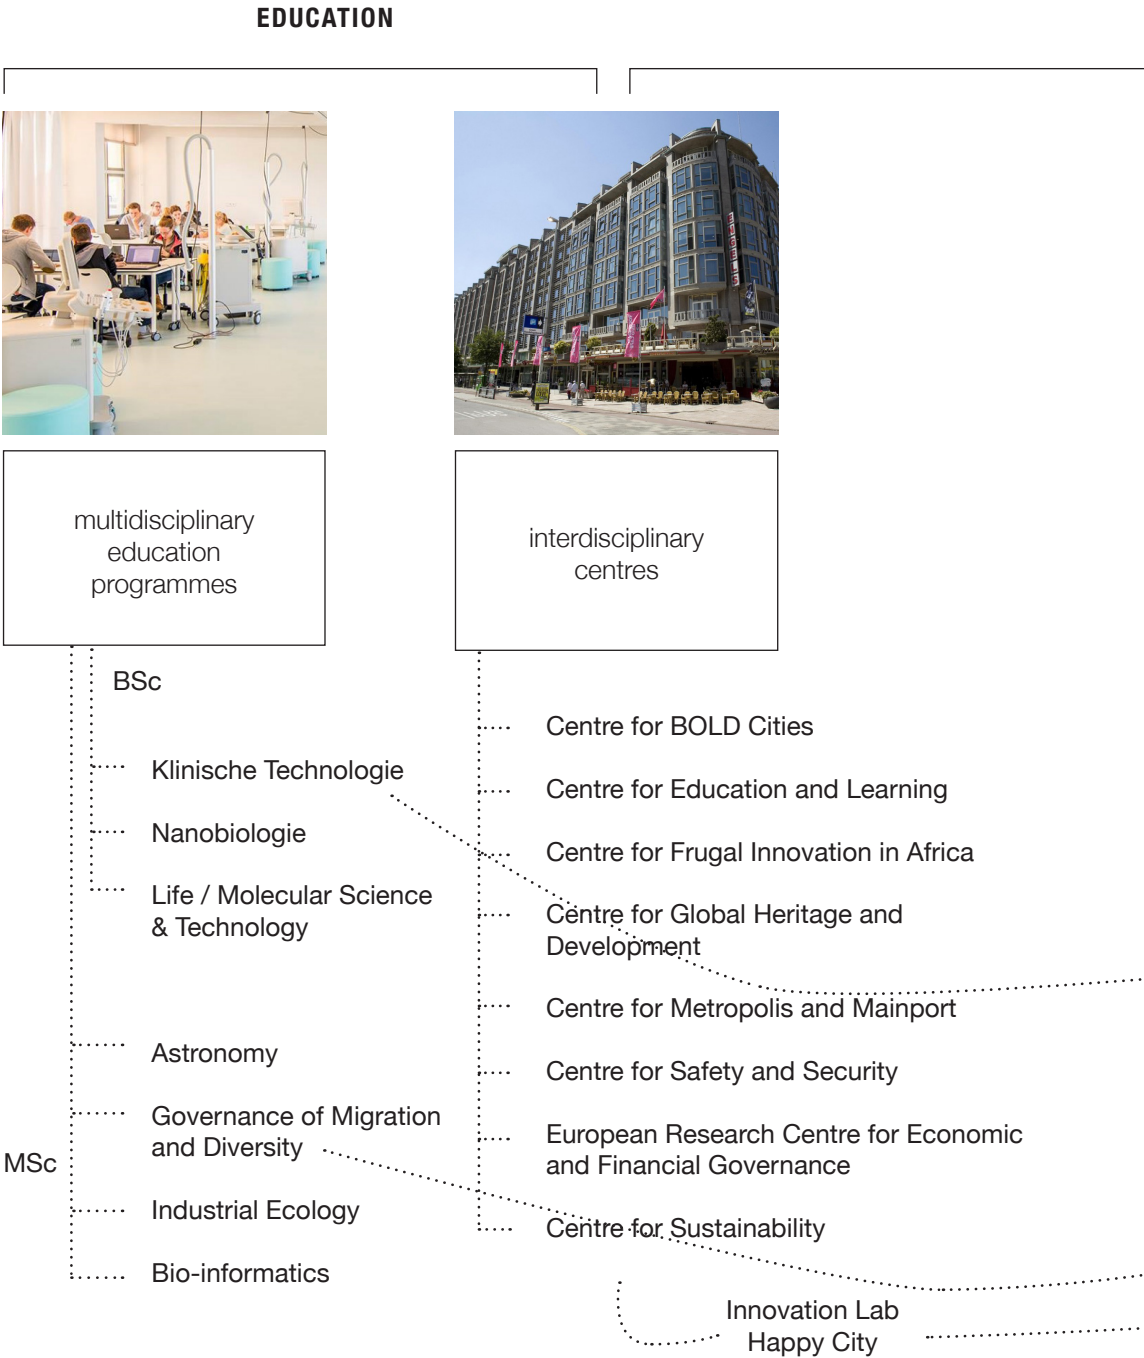 EDUCATION
multidisciplinary
education
programmes
interdisciplinary
centres
BSc
Klinische Technologie
Nanobiologie
Life / Molecular Science
& Technology
MSc
Astronomy
Governance of Migration
and Diversity
Industrial Ecology
Bio-informatics
Centre for BOLD Cities
Centre for Education and Learning
Centre for Frugal Innovation in Africa
Centre for Global Heritage and
Development
Centre for Metropolis and Mainport
Centre for Safety and Security
European Research Centre for Economic
and Financial Governance
Centre for Sustainability
Innovation Lab
Happy City